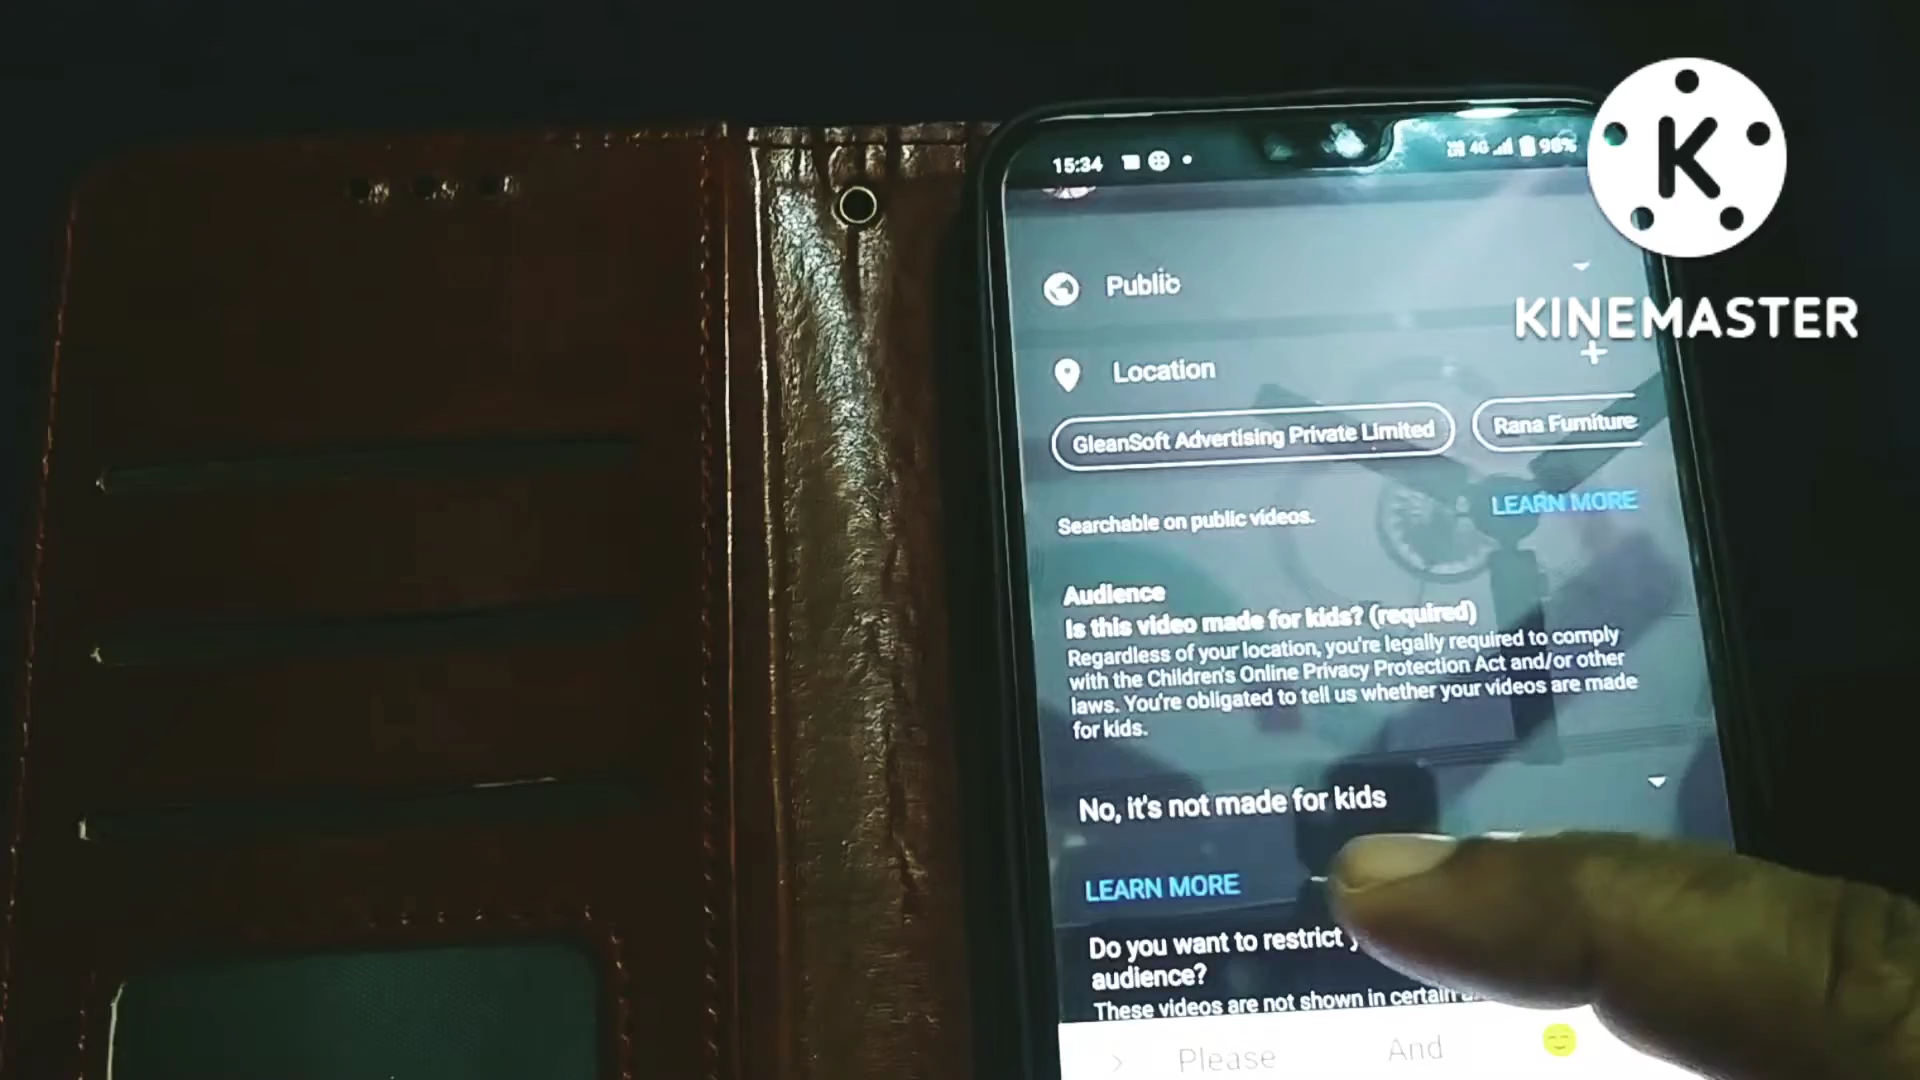 15:34
4G
98%
K
KINEMASTER
Public
Location
GleanSoft Advertising Private Limited
Rana Furniture
Searchable on public videos.
LEARN MORE
Audience
Is this video made for kids? (required)
Regardless of your location, you're legally required to comply
with the Children's Online Privacy Protection Act and/or other
laws. You're obligated to tell us whether your videos are made
for kids.
No, it's not made for kids
LEARN MORE
Do you want to restrict
audience?
These videos are not shown in certain
Please
And